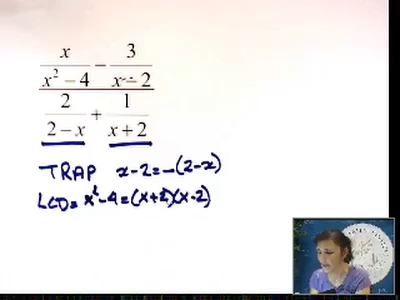 x/(x² − 4) − 3/(x − 2)
2/(2 − x) + 1/(x + 2)
TRAP x-2=-(2-x)
LCD= x²-4=(x+2)(x-2)